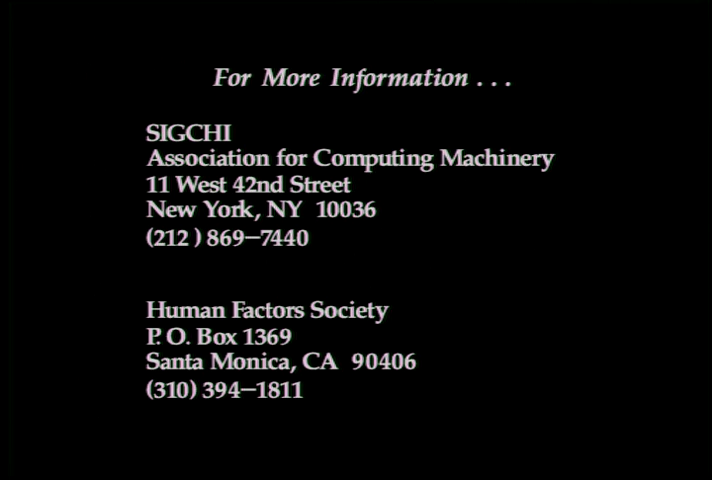 For More Information . . .
SIGCHI
Association for Computing Machinery
11 West 42nd Street
New York, NY 10036
(212 ) 869–7440
Human Factors Society
P. O. Box 1369
Santa Monica, CA 90406
(310) 394–1811